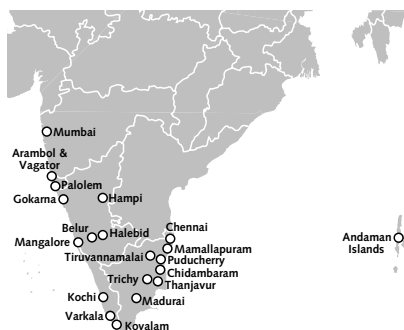 Mumbai
Arambol &
Vagator
Palolem
Gokarna
Hampi
Belur
Halebid
Chennai
Mangalore
Mamallapuram
Tiruvannamalai
Puducherry
Andaman
Islands
Chidambaram
Trichy
Thanjavur
Kochi
Madurai
Varkala
Kovalam